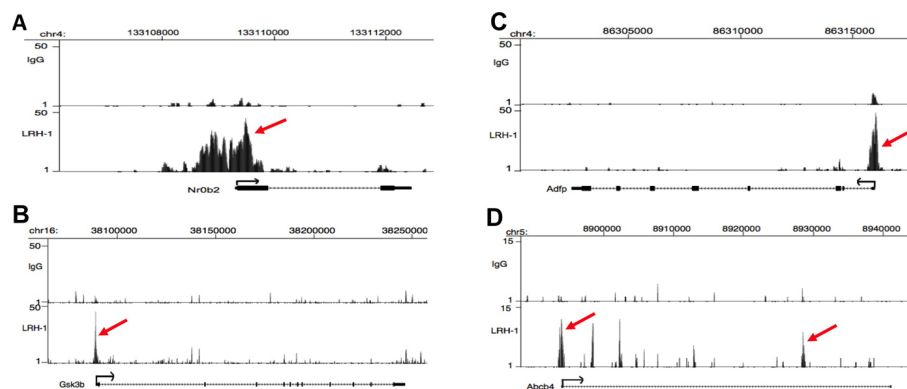 A
chr4: 133108000 133110000 133112000
50
IgG
1
50
LRH-1
1
Nr0b2
B
chr16: 38100000 38150000 38200000 38250000
50
IgG
1
50
LRH-1
1
Gsk3b
C
chr4: 86305000 86310000 86315000
50
IgG
1
50
LRH-1
1
Adfp
D
chr5: 8900000 8910000 8920000 8930000 8940000
15
IgG
1
15
LRH-1
1
Abcb4